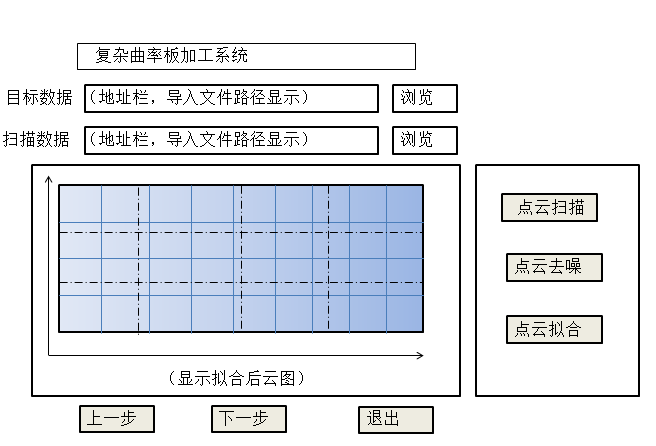 复杂曲率板加工系统
目标数据 (地址栏，导入文件路径显示) 浏览
扫描数据 (地址栏，导入文件路径显示) 浏览
点云扫描
点云去噪
点云拟合
(显示拟合后云图)
上一步 下一步 退出